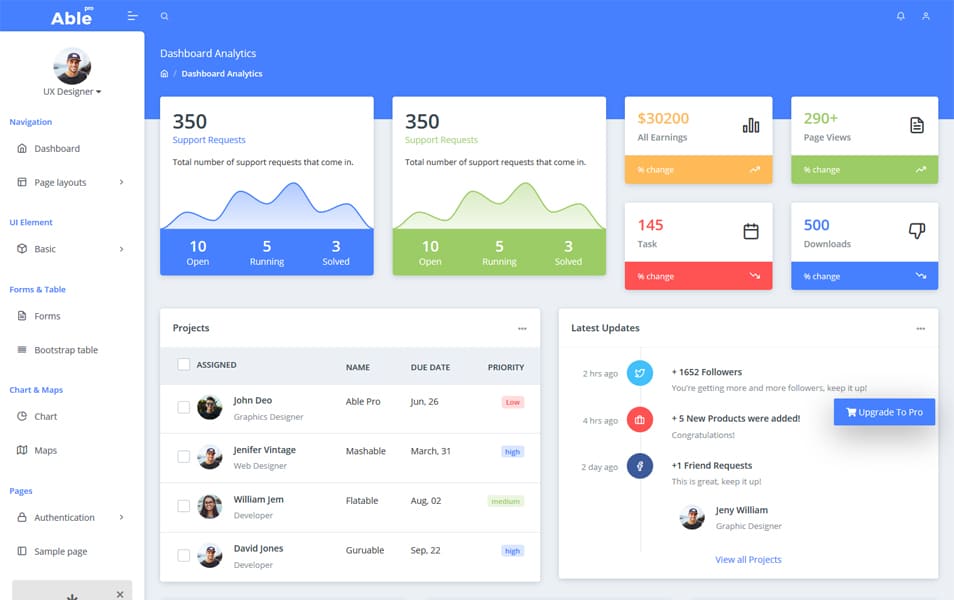 Able pro
UX Designer
Navigation
Dashboard
Page layouts
UI Element
Basic
Forms & Table
Forms
Bootstrap table
Chart & Maps
Chart
Maps
Pages
Authentication
Sample page
Dashboard Analytics
/ Dashboard Analytics
350
Support Requests
Total number of support requests that come in.
10 5 3
Open Running Solved
350
Support Requests
Total number of support requests that come in.
10 5 3
Open Running Solved
$30200
All Earnings
% change
290+
Page Views
% change
145
Task
% change
500
Downloads
% change
Projects
ASSIGNED NAME DUE DATE PRIORITY
John Deo Able Pro Jun, 26 Low
Graphics Designer
Jenifer Vintage Mashable March, 31 high
Web Designer
William Jem Flatable Aug, 02 medium
Developer
David Jones Guruable Sep, 22 high
Developer
Latest Updates
2 hrs ago + 1652 Followers
You're getting more and more followers, keep it up!
4 hrs ago + 5 New Products were added!
Congratulations!
Upgrade To Pro
2 day ago +1 Friend Requests
This is great, keep it up!
Jeny William
Graphic Designer
View all Projects